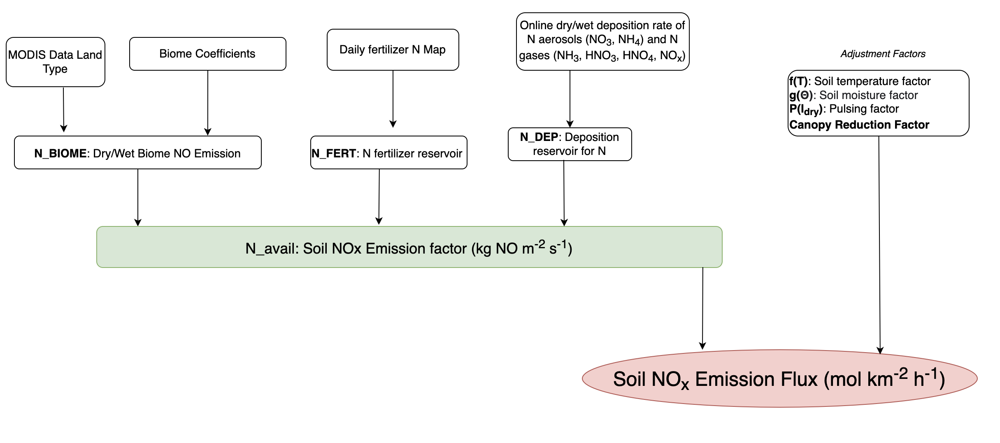 MODIS Data Land
Type
Biome Coefficients
Daily fertilizer N Map
Online dry/wet deposition rate of
N aerosols (NO₃, NH₄) and N
gases (NH₃, HNO₃, HNO₄, NOₓ)
Adjustment Factors
f(T): Soil temperature factor
g(Θ): Soil moisture factor
P(I_dry): Pulsing factor
Canopy Reduction Factor
N_BIOME: Dry/Wet Biome NO Emission
N_FERT: N fertilizer reservoir
N_DEP: Deposition
reservoir for N
N_avail: Soil NOx Emission factor (kg NO m⁻² s⁻¹)
Soil NOₓ Emission Flux (mol km⁻² h⁻¹)